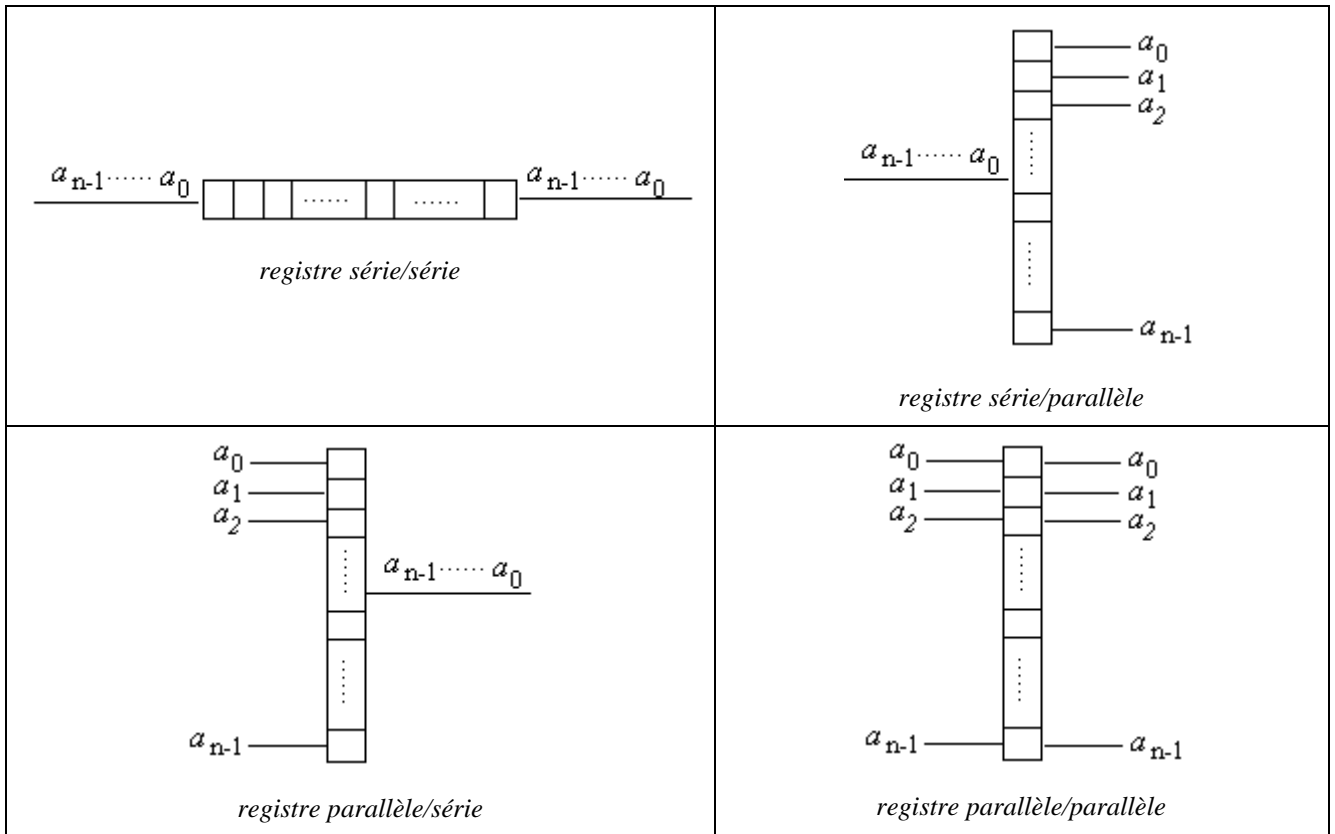 a n-1 ...... a 0
a n-1 ...... a 0
registre série/série
a 0
a 1
a 2
a n-1 ...... a 0
a n-1
registre série/parallèle
a 0
a 1
a 2
a n-1 ...... a 0
a n-1
registre parallèle/série
a 0
a 0
a 1
a 1
a 2
a 2
a n-1
a n-1
registre parallèle/parallèle